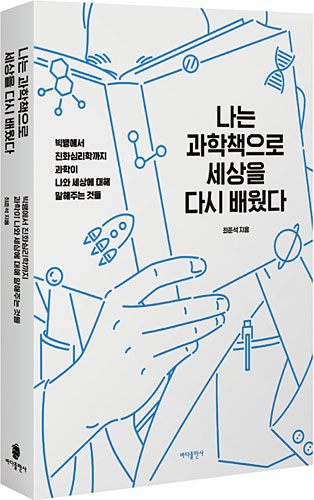 나는 과학책으로
세상을 다시 배웠다
빅뱅에서 진화심리학까지
과학이 나와 세상에 대해 말해주는 것들
최준석 지음
바다출판사
나는
과학책으로
세상을
다시 배웠다
최준석 지음
빅뱅에서
진화심리학까지
과학이
나와 세상에 대해
말해주는 것들
바다출판사